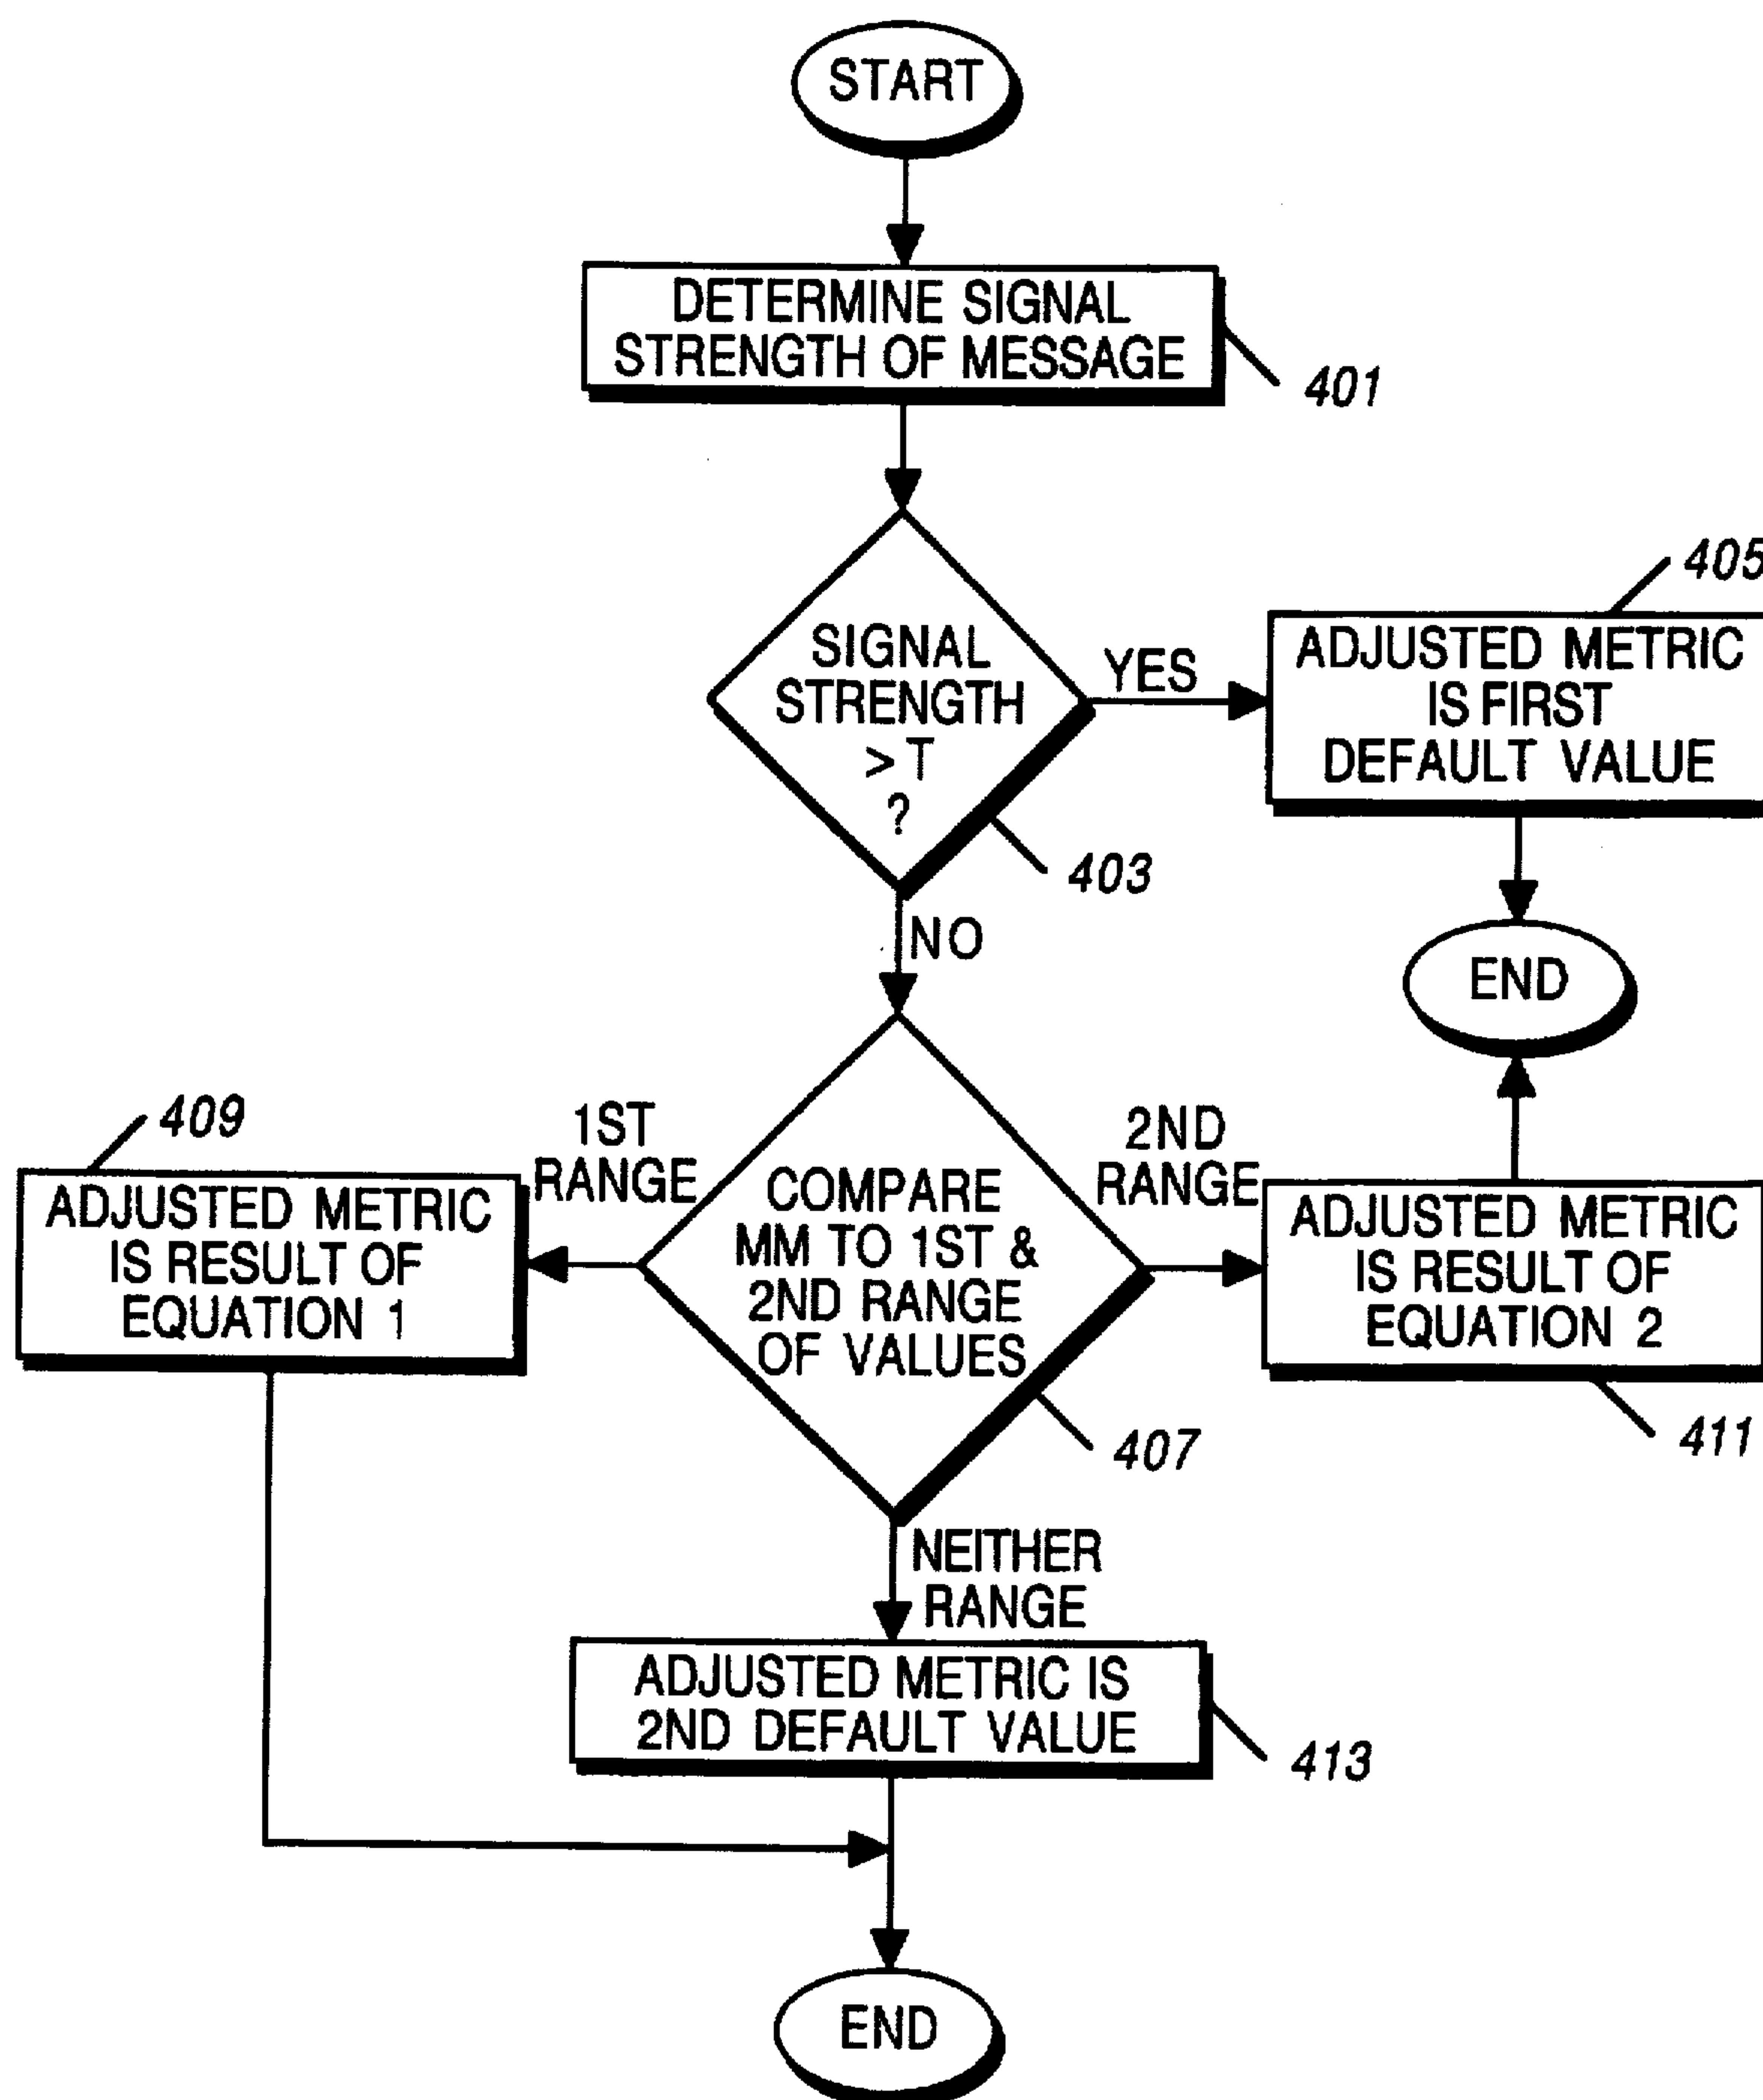 START
DETERMINE SIGNAL
STRENGTH OF MESSAGE
401
SIGNAL
STRENGTH
> T
?
403
YES
405
ADJUSTED METRIC
IS FIRST
DEFAULT VALUE
END
NO
COMPARE
MM TO 1ST &
2ND RANGE
OF VALUES
407
1ST
RANGE
409
ADJUSTED METRIC
IS RESULT OF
EQUATION 1
2ND
RANGE
ADJUSTED METRIC
IS RESULT OF
EQUATION 2
411
NEITHER
RANGE
ADJUSTED METRIC IS
2ND DEFAULT VALUE
413
END